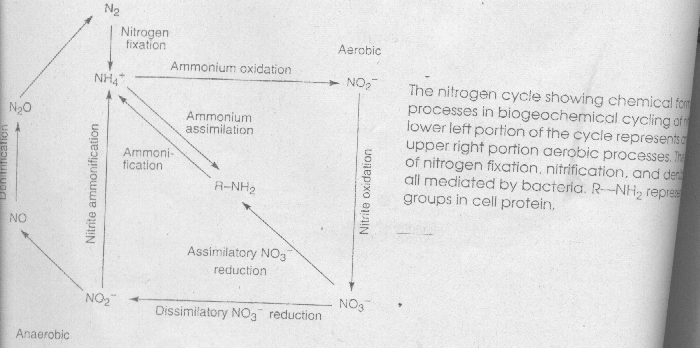 N₂
Nitrogen
fixation
Aerobic
NH₄⁺
Ammonium oxidation
NO₂⁻
N₂O
Denitrification
Nitrite ammonification
Ammonium
assimilation
Ammoni-
fication
R–NH₂
Nitrite oxidation
NO
Assimilatory NO₃⁻
reduction
NO₂⁻
Dissimilatory NO₃⁻ reduction
NO₃⁻
Anaerobic
The nitrogen cycle showing chemical
processes in biogeochemical cycling
lower left portion of the cycle represents
upper right portion aerobic processes.
of nitrogen fixation, nitrification, and
all mediated by bacteria. R—NH₂
groups in cell protein.